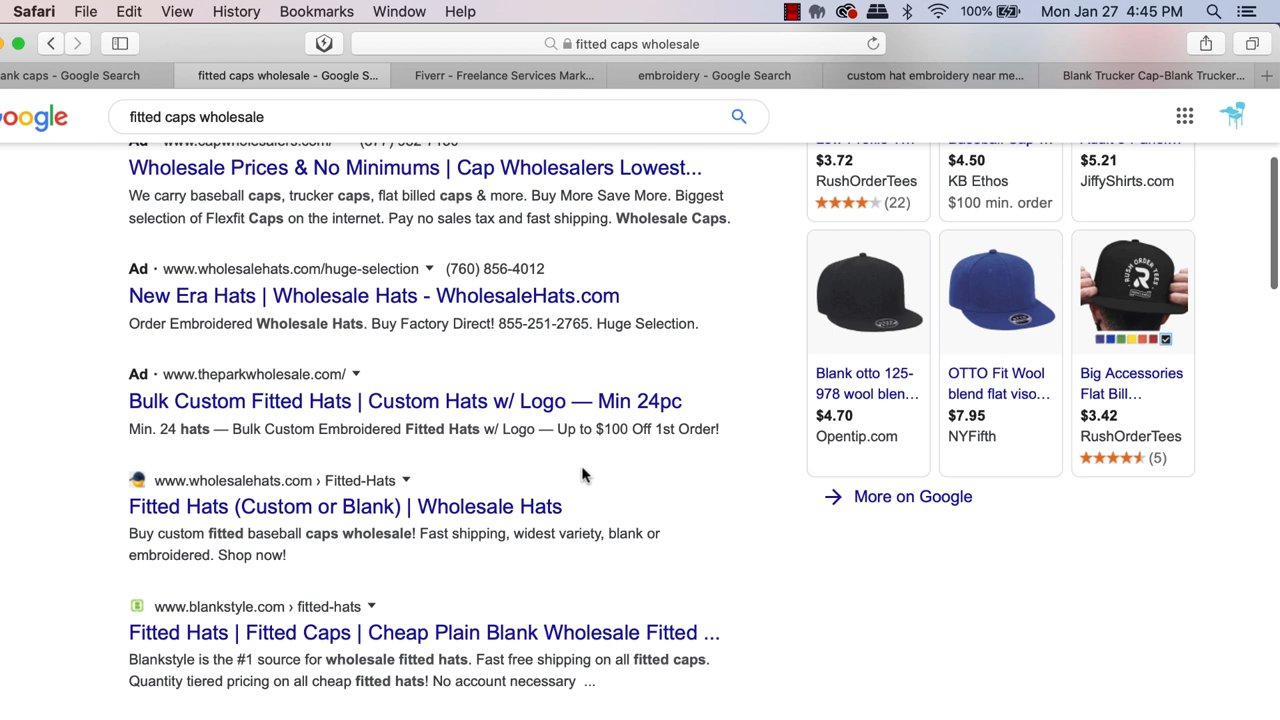 Safari File Edit View History Bookmarks Window Help 100% Mon Jan 27 4:45 PM
fitted caps wholesale
ank caps - Google Search
fitted caps wholesale - Google S...
Fiverr - Freelance Services Mark...
embroidery - Google Search
custom hat embroidery near me...
Blank Trucker Cap-Blank Trucker...
oogle
fitted caps wholesale
Wholesale Prices & No Minimums | Cap Wholesalers Lowest...
We carry baseball caps, trucker caps, flat billed caps & more. Buy More Save More. Biggest
selection of Flexfit Caps on the internet. Pay no sales tax and fast shipping. Wholesale Caps.
Ad · www.wholesalehats.com/huge-selection (760) 856-4012
New Era Hats | Wholesale Hats - WholesaleHats.com
Order Embroidered Wholesale Hats. Buy Factory Direct! 855-251-2765. Huge Selection.
Ad · www.theparkwholesale.com/
Bulk Custom Fitted Hats | Custom Hats w/ Logo — Min 24pc
Min. 24 hats — Bulk Custom Embroidered Fitted Hats w/ Logo — Up to $100 Off 1st Order!
www.wholesalehats.com › Fitted-Hats
Fitted Hats (Custom or Blank) | Wholesale Hats
Buy custom fitted baseball caps wholesale! Fast shipping, widest variety, blank or
embroidered. Shop now!
www.blankstyle.com › fitted-hats
Fitted Hats | Fitted Caps | Cheap Plain Blank Wholesale Fitted ...
Blankstyle is the #1 source for wholesale fitted hats. Fast free shipping on all fitted caps.
Quantity tiered pricing on all cheap fitted hats! No account necessary ...
$3.72
RushOrderTees
(22)
$4.50
KB Ethos
$100 min. order
$5.21
JiffyShirts.com
Blank otto 125-
978 wool blen...
$4.70
Opentip.com
OTTO Fit Wool
blend flat viso...
$7.95
NYFifth
RUSH ORDER TEES
R
Big Accessories
Flat Bill...
$3.42
RushOrderTees
(5)
More on Google